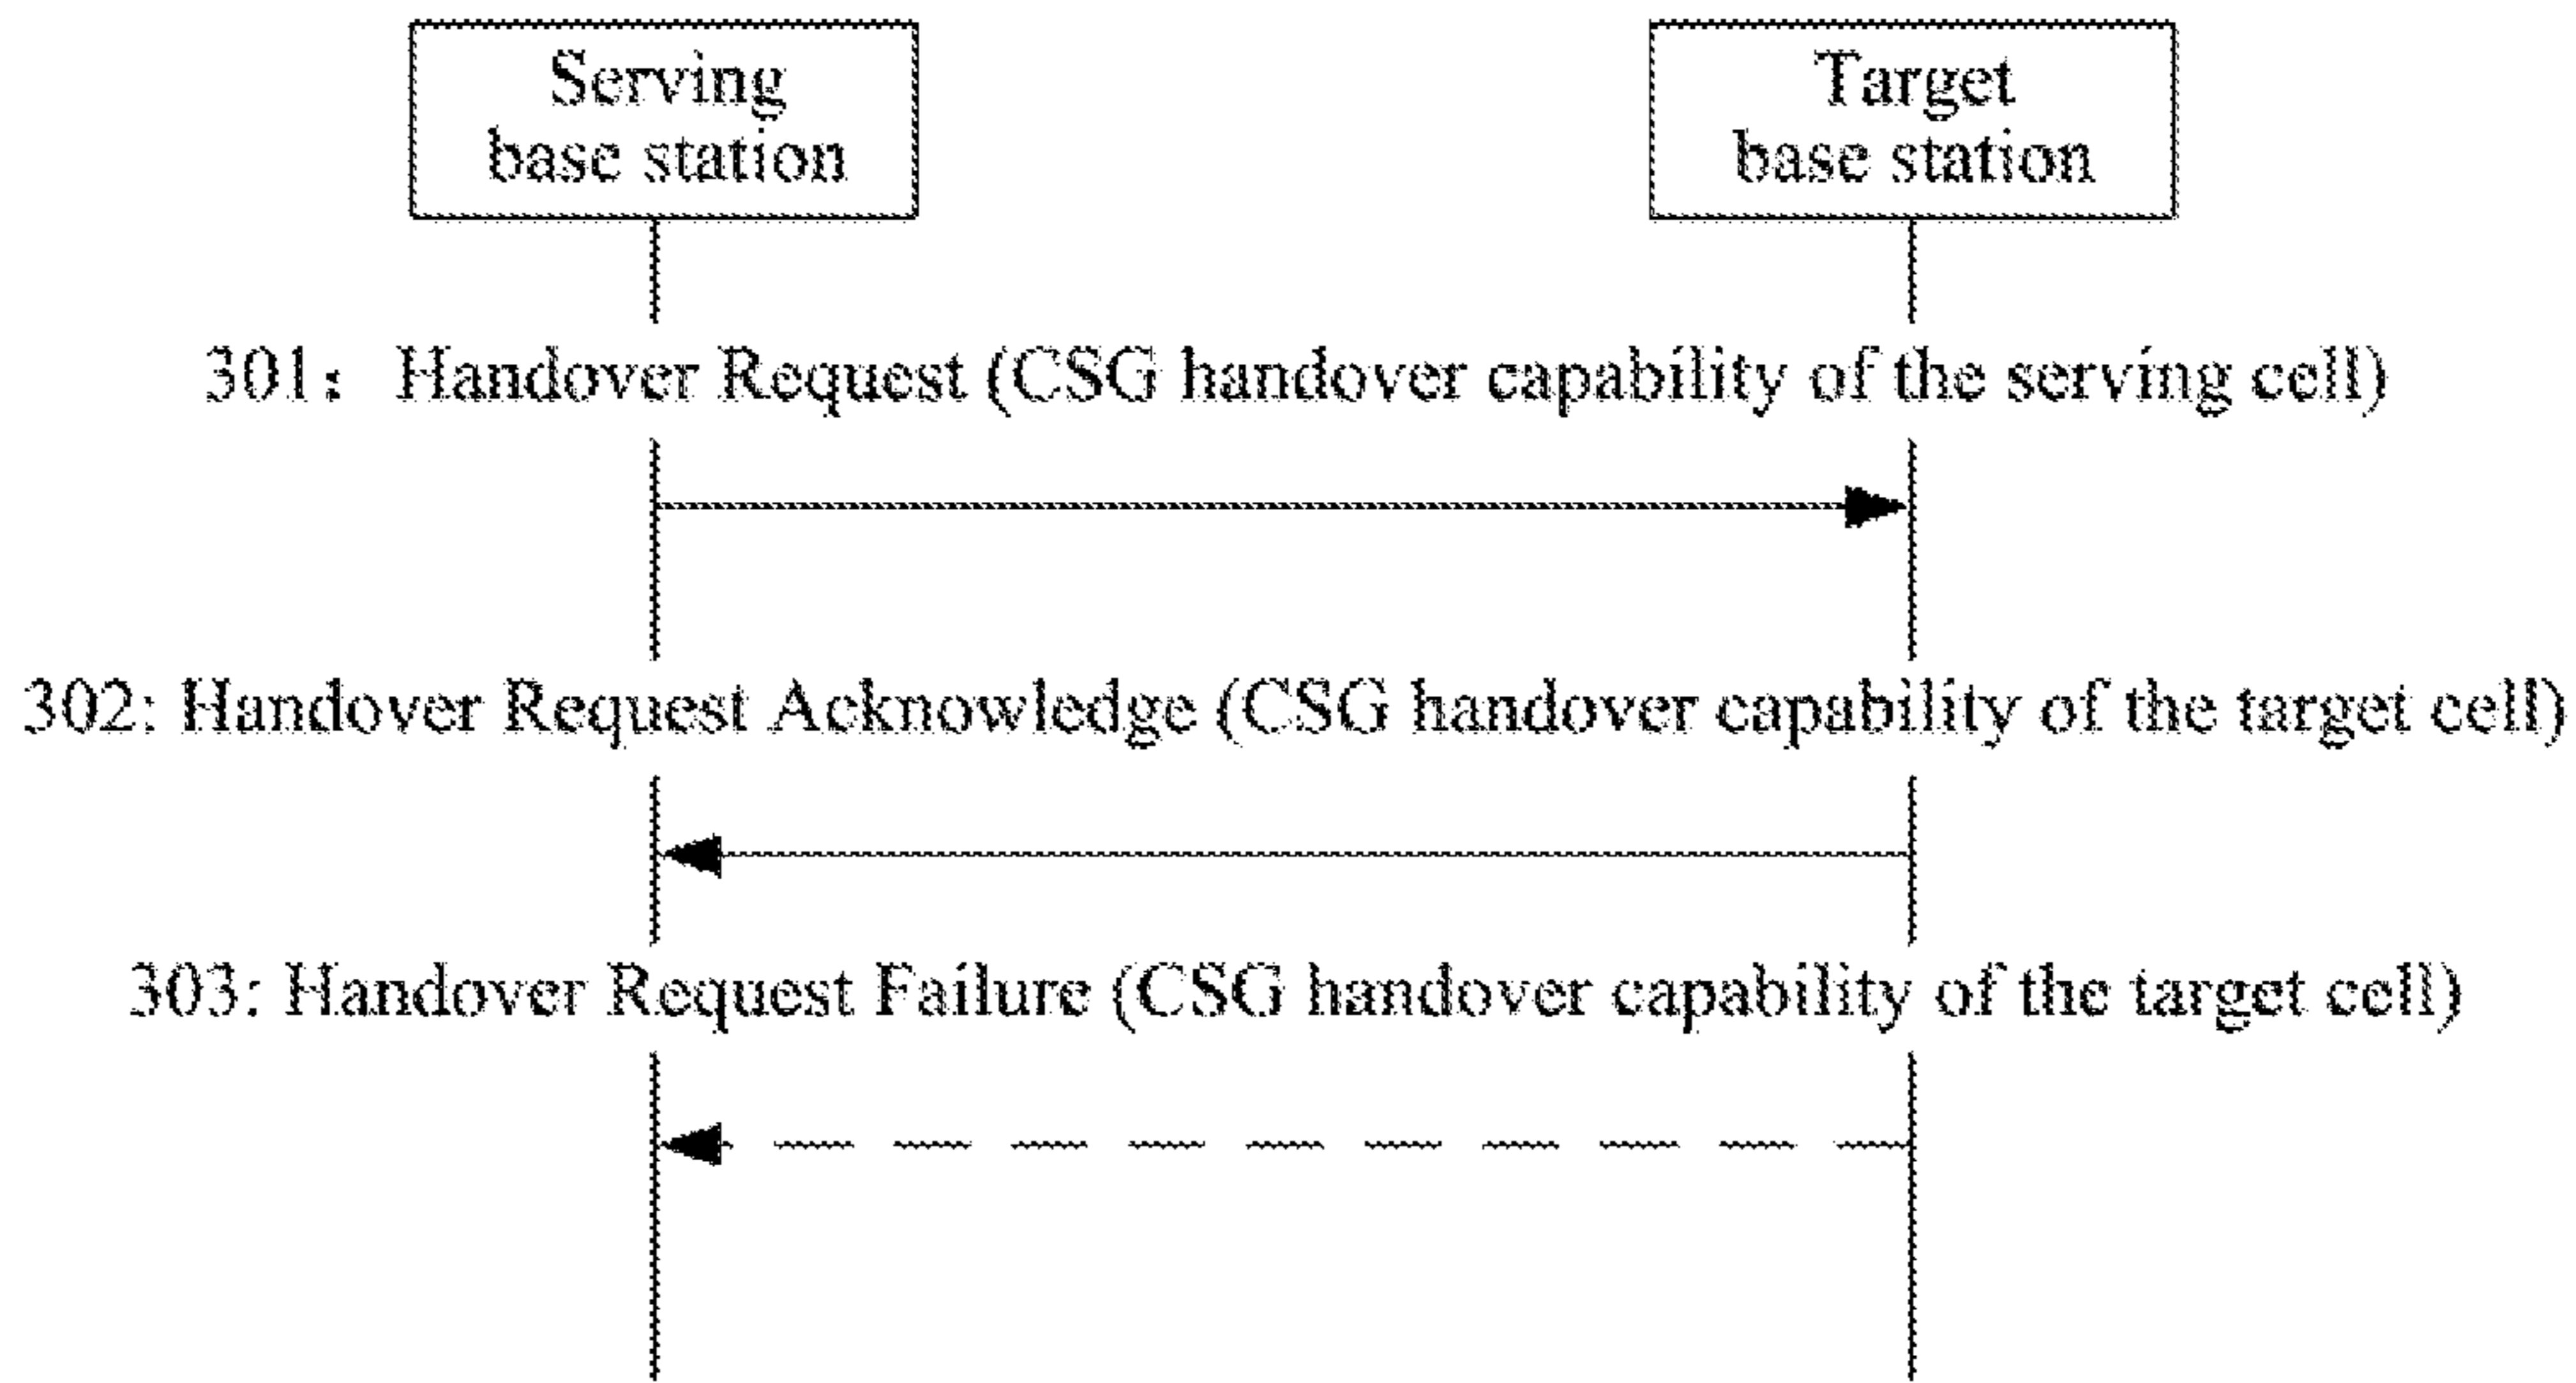 Serving
base station
Target
base station
301: Handover Request (CSG handover capability of the serving cell)
302: Handover Request Acknowledge (CSG handover capability of the target cell)
303: Handover Request Failure (CSG handover capability of the target cell)